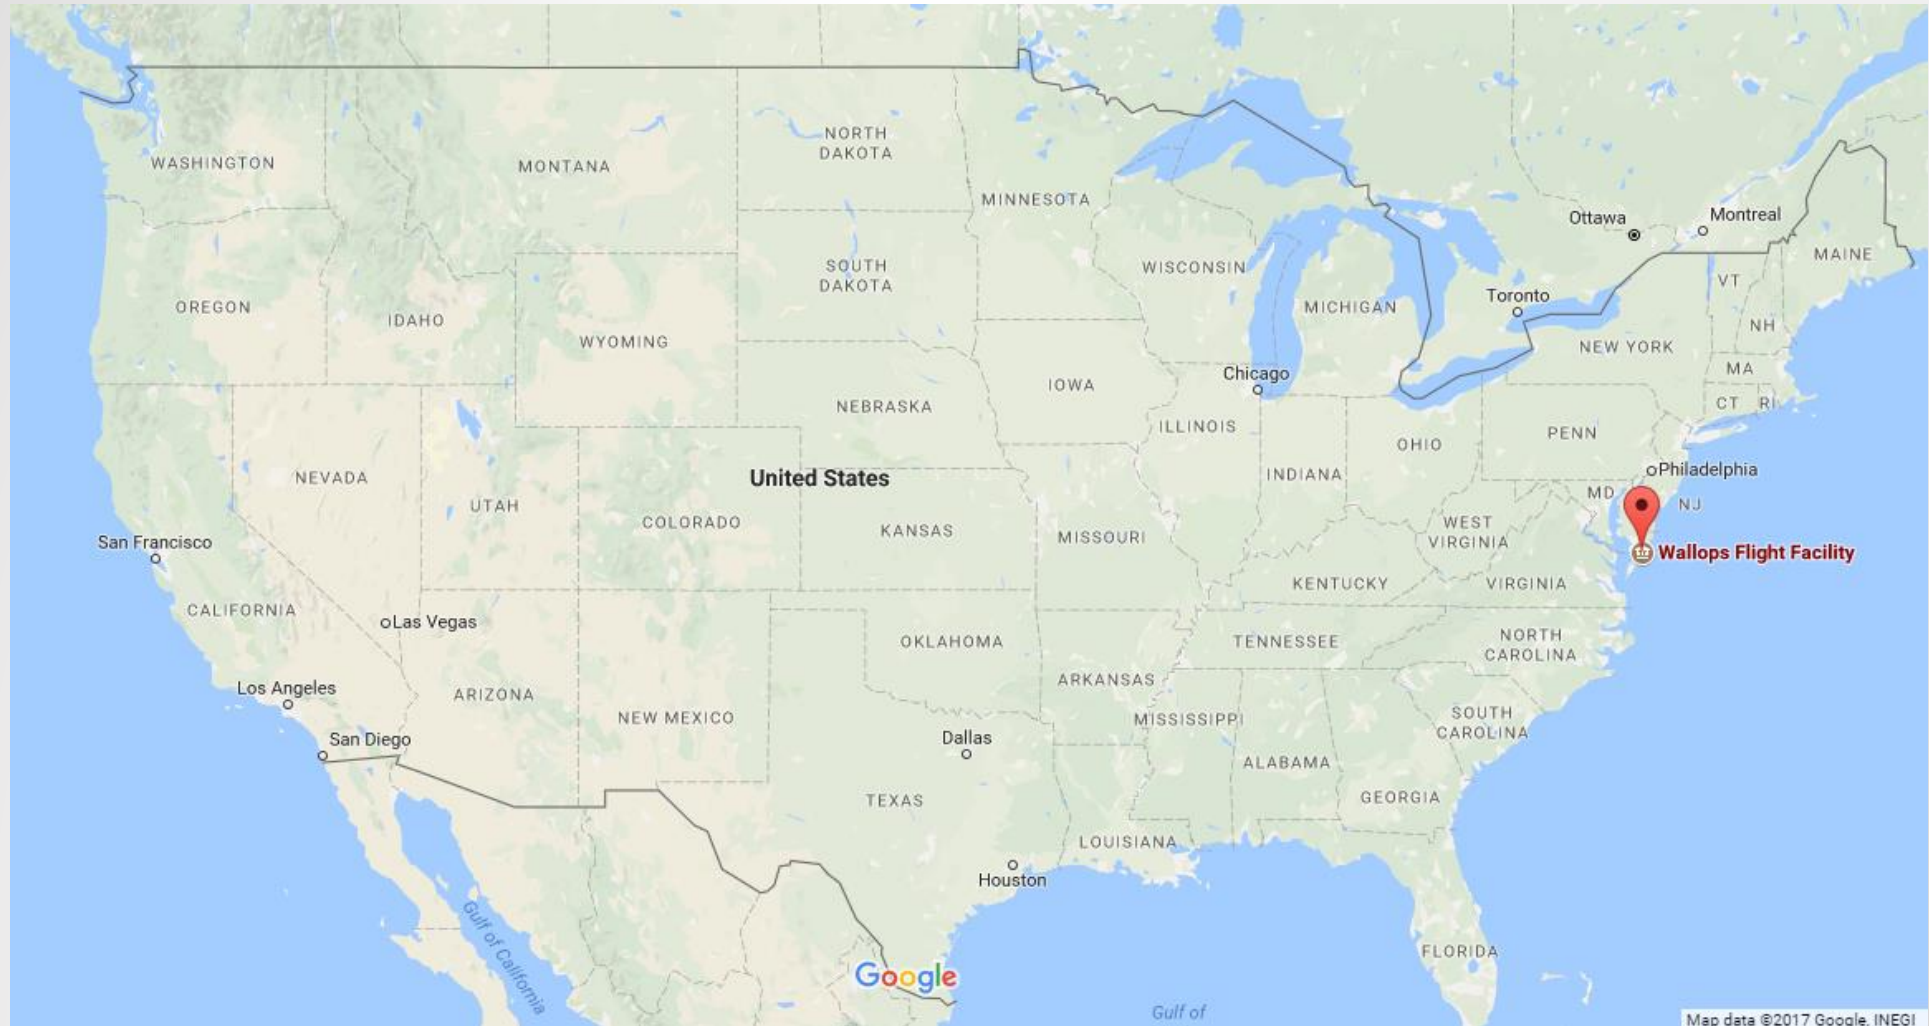 NORTH
DAKOTA
WASHINGTON
MONTANA
MINNESOTA
Ottawa
Montreal
MAINE
WISCONSIN
SOUTH
DAKOTA
VT
OREGON
IDAHO
MICHIGAN
Toronto
NH
WYOMING
NEW YORK
MA
Chicago
IOWA
NEBRASKA
CT
RI
ILLINOIS
OHIO
PENN
United States
NEVADA
INDIANA
Philadelphia
UTAH
COLORADO
KANSAS
MISSOURI
WEST
VIRGINIA
MD
NJ
San Francisco
Wallops Flight Facility
KENTUCKY
VIRGINIA
CALIFORNIA
Las Vegas
OKLAHOMA
TENNESSEE
NORTH
CAROLINA
Los Angeles
ARIZONA
NEW MEXICO
ARKANSAS
MISSISSIPPI
SOUTH
CAROLINA
San Diego
Dallas
ALABAMA
TEXAS
GEORGIA
LOUISIANA
Houston
Gulf of California
FLORIDA
Google
Gulf of
Map data ©2017 Google, INEGI